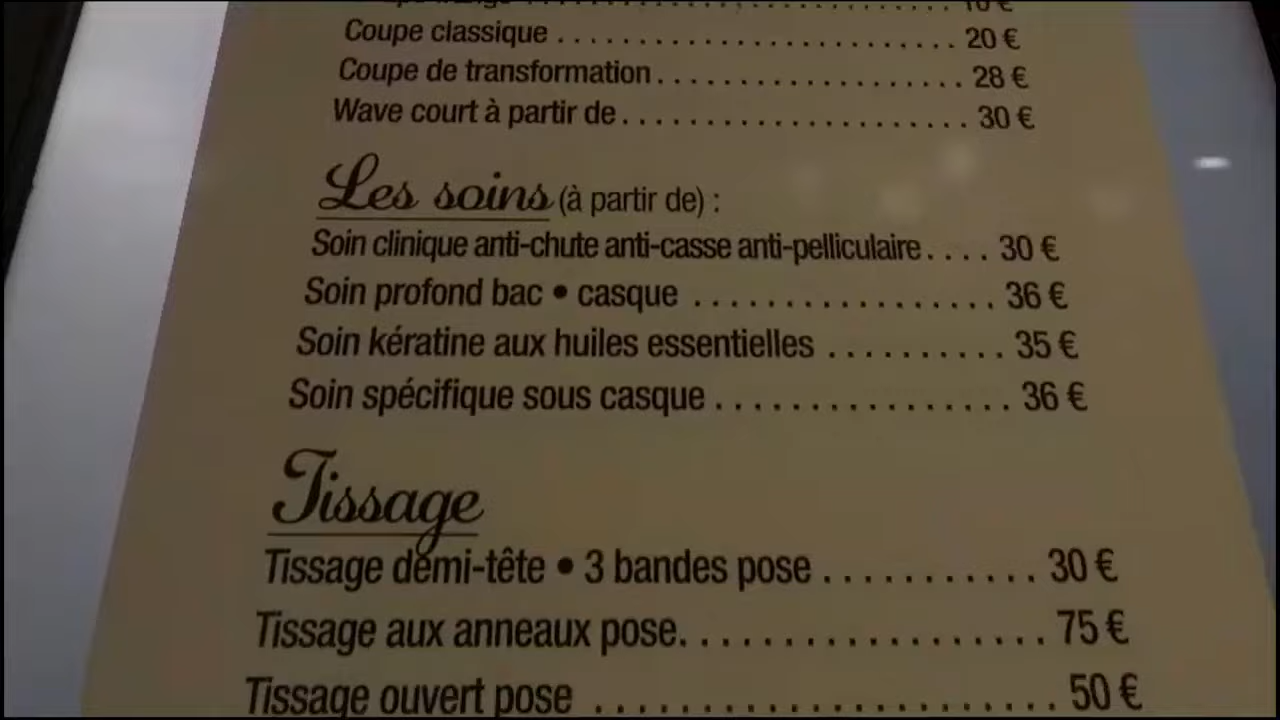 10 €
Coupe classique .......................... 20 €
Coupe de transformation.................. 28 €
Wave court à partir de...................... 30 €
Les soins (à partir de) :
Soin clinique anti-chute anti-casse anti-pelliculaire.... 30 €
Soin profond bac • casque ................ 36 €
Soin kératine aux huiles essentielles .......... 35 €
Soin spécifique sous casque ................ 36 €
Tissage
Tissage demi-tête • 3 bandes pose ........... 30 €
Tissage aux anneaux pose................... 75 €
Tissage ouvert pose ........................ 50 €